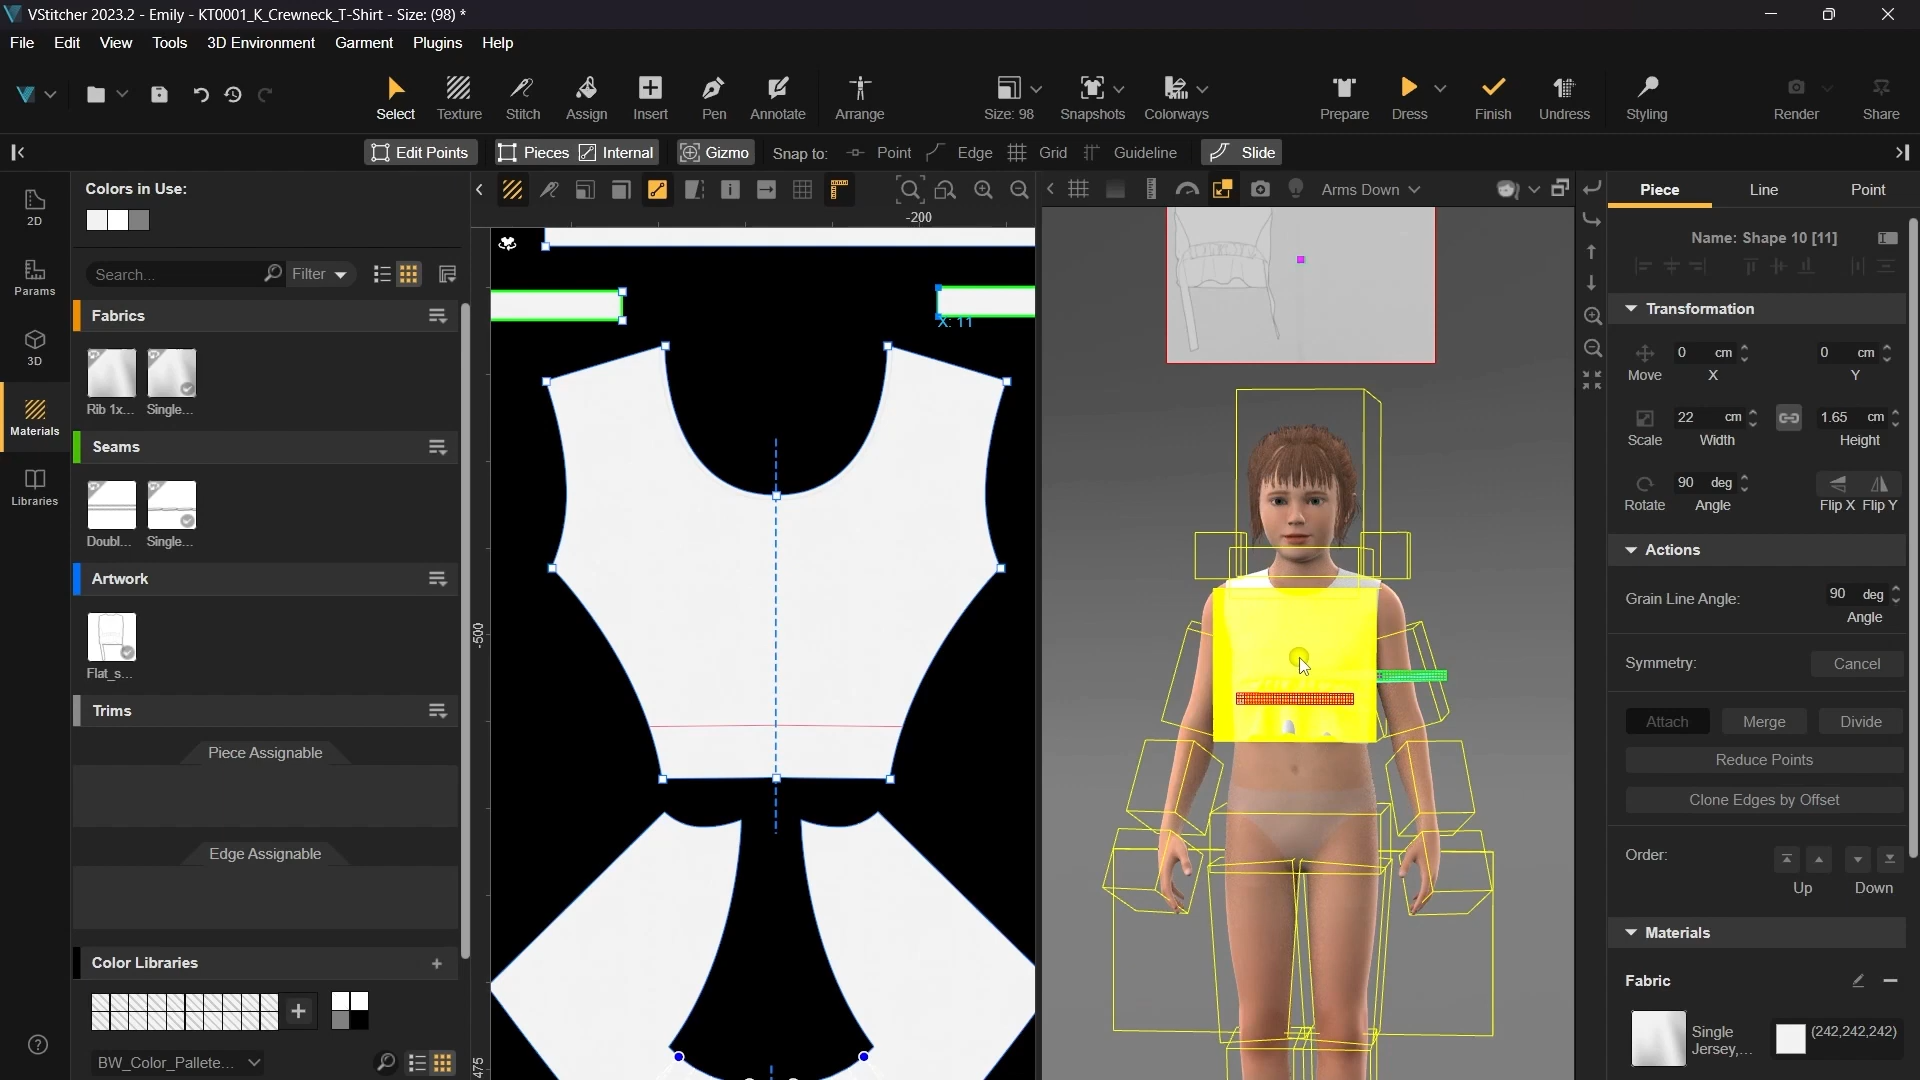 VStitcher 2023.2 - Emily - KT0001_K_Crewneck_T-Shirt - Size: (98) *
File Edit View Tools 3D Environment Garment Plugins Help
Select Texture Stitch Assign Insert Pen Annotate Arrange Size: 98 Snapshots Colorways Prepare Dress Finish Undress Styling Render Share
Edit Points Pieces Internal Gizmo Snap to: Point Edge Grid Guideline Slide
2D
Params
3D
Materials
Libraries
Colors in Use:
Search... Filter
Fabrics
Rib 1x... Single...
Seams
Doubl... Single...
Artwork
Flat_s...
Trims
Piece Assignable
Edge Assignable
Color Libraries
BW_Color_Pallete...
-200
X: 11
-500
475
Arms Down
Piece Line Point
Name: Shape 10 [11]
Transformation
0 cm 0 cm
Move X Y
22 cm 1.65 cm
Scale Width Height
90 deg
Rotate Angle Flip X Flip Y
Actions
Grain Line Angle: 90 deg
Angle
Symmetry: Cancel
Attach Merge Divide
Reduce Points
Clone Edges by Offset
Order:
Up Down
Materials
Fabric
Single Jersey,... (242,242,242)